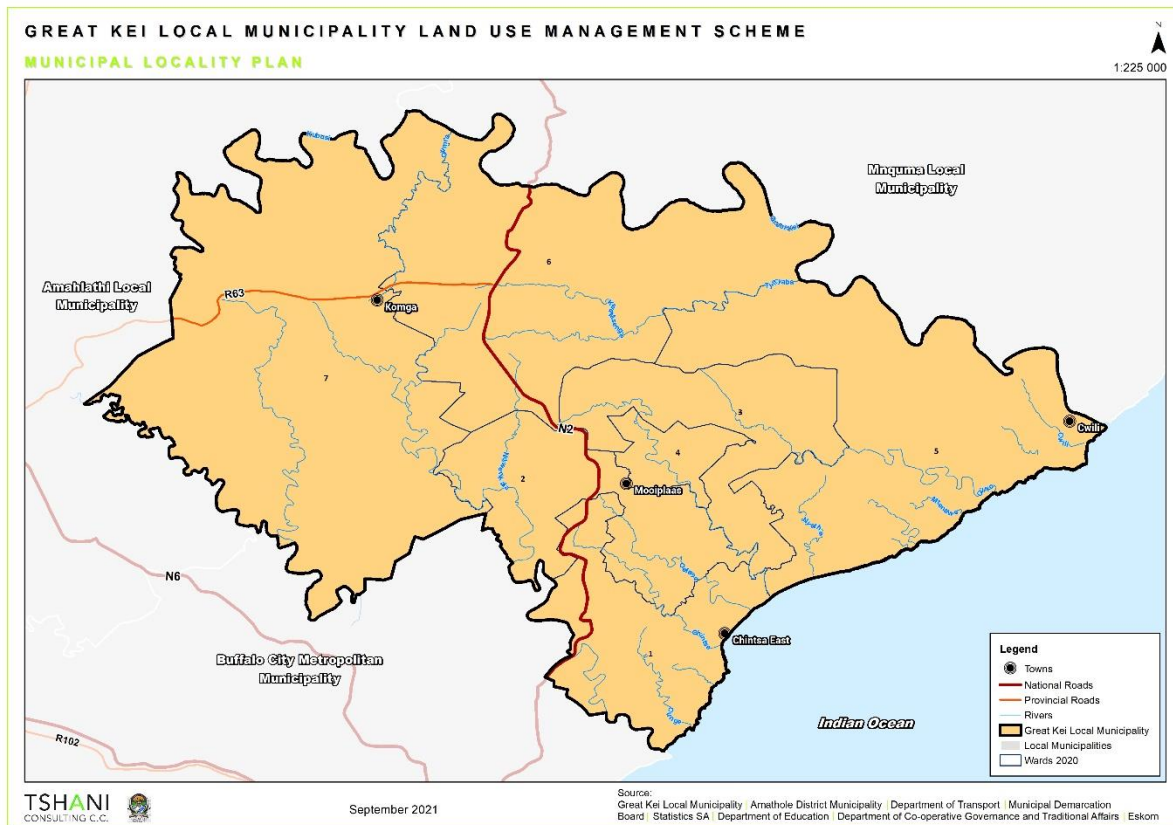 GREAT KEI LOCAL MUNICIPALITY LAND USE MANAGEMENT SCHEME
MUNICIPAL LOCALITY PLAN
1:225 000
Mnquma Local
Municipality
Amahlathi Local
Municipality
R63
Komga
6
7
N2
3
4
5
2
Cwili
Cwili
Mooiplaas
Chintsa East
1
N6
Buffalo City Metropolitan
Municipality
R102
Indian Ocean
Legend
Towns
National Roads
Provincial Roads
Rivers
Great Kei Local Municipality
Local Municipalities
Wards 2020
TSHANI
CONSULTING C.C.
September 2021
Source:
Great Kei Local Municipality | Amathole District Municipality | Department of Transport | Municipal Demarcation
Board | Statistics SA | Department of Education | Department of Co-operative Governance and Traditional Affairs | Eskom